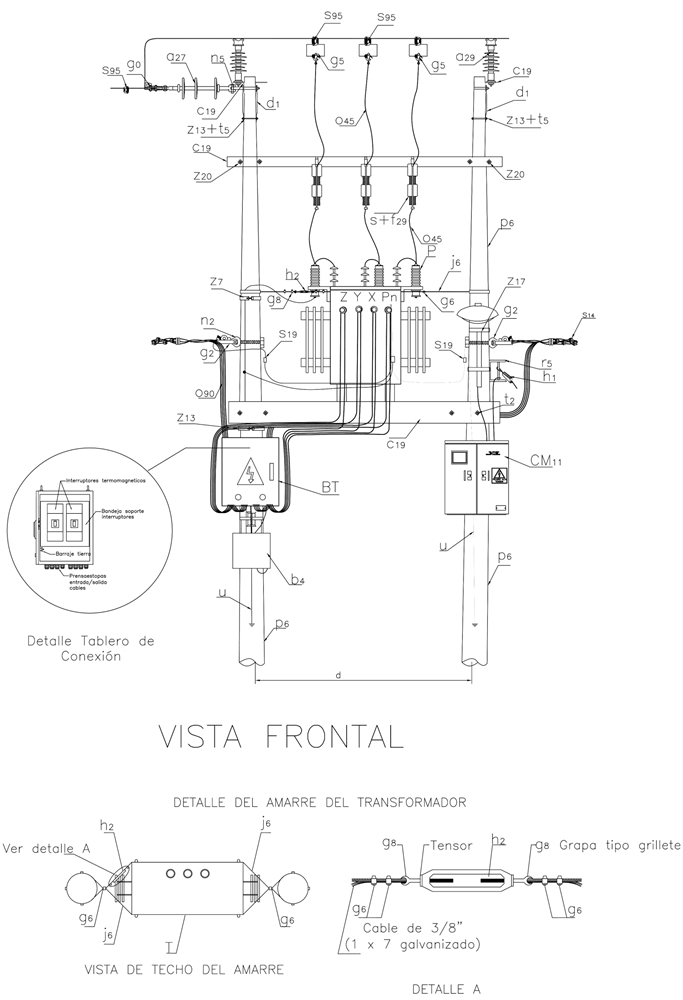 S95
S95
g0
a27
n5
g5
g5
a29
C19
S95
C19
d1
d1
Z13+t5
O45
Z13+t5
C19
Z20
Z20
S+f29
p6
O45
P
h2
j6
Z7
g8
Z Y X Pn
g6
Z17
n2
g2
S14
g2
S19
S19
r5
h1
O90
t2
Z13
C19
BT
CM11
Interruptores termomagneticos
Bandeja soporte
interruptores
Barraje tierra
Prensaestopas
entrada/salida
cables
u
b4
u
p6
p6
Detalle Tablero de
Conexión
d
VISTA FRONTAL
DETALLE DEL AMARRE DEL TRANSFORMADOR
h2
j6
Ver detalle A
g6
g6
j6
T
VISTA DE TECHO DEL AMARRE
g8
Tensor
h2
g8 Grapa tipo grillete
g6
g6
Cable de 3/8"
(1 x 7 galvanizado)
DETALLE A